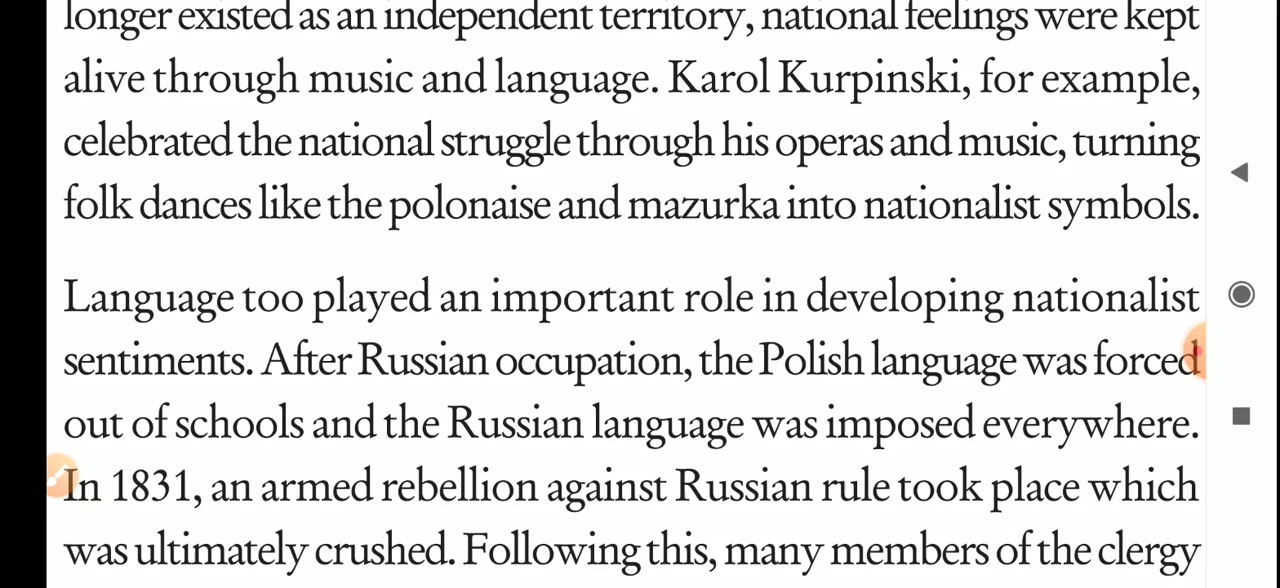 longer existed as an independent territory, national feelings were kept
alive through music and language. Karol Kurpinski, for example,
celebrated the national struggle through his operas and music, turning
folk dances like the polonaise and mazurka into nationalist symbols.
Language too played an important role in developing nationalist
sentiments. After Russian occupation, the Polish language was forced
out of schools and the Russian language was imposed everywhere.
In 1831, an armed rebellion against Russian rule took place which
was ultimately crushed. Following this, many members of the clergy